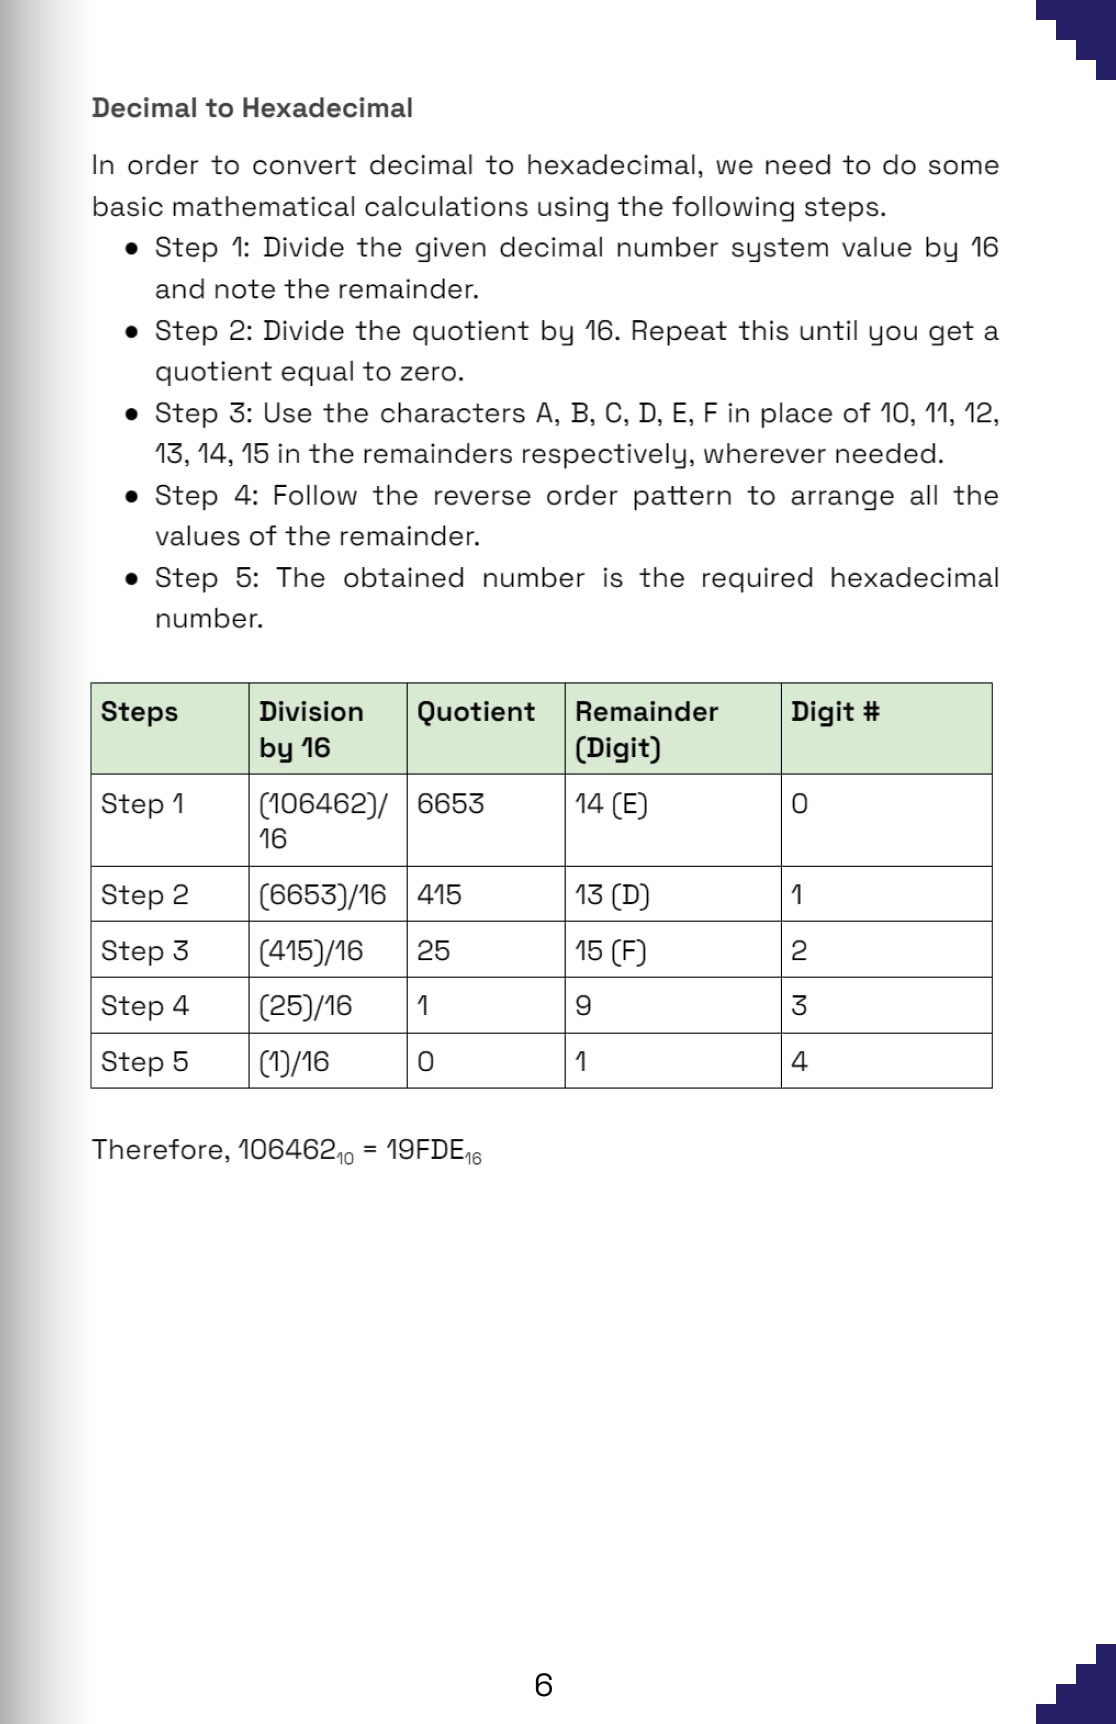 Decimal to Hexadecimal
In order to convert decimal to hexadecimal, we need to do some
basic mathematical calculations using the following steps.
● Step 1: Divide the given decimal number system value by 16
and note the remainder.
● Step 2: Divide the quotient by 16. Repeat this until you get a
quotient equal to zero.
● Step 3: Use the characters A, B, C, D, E, F in place of 10, 11, 12,
13, 14, 15 in the remainders respectively, wherever needed.
● Step 4: Follow the reverse order pattern to arrange all the
values of the remainder.
● Step 5: The obtained number is the required hexadecimal
number.
Steps Division Quotient Remainder Digit #
by 16 (Digit)
Step 1 (106462)/ 6653 14 (E) 0
16
Step 2 (6653)/16 415 13 (D) 1
Step 3 (415)/16 25 15 (F) 2
Step 4 (25)/16 1 9 3
Step 5 (1)/16 0 1 4
Therefore, 106462₁₀ = 19FDE₁₆
6